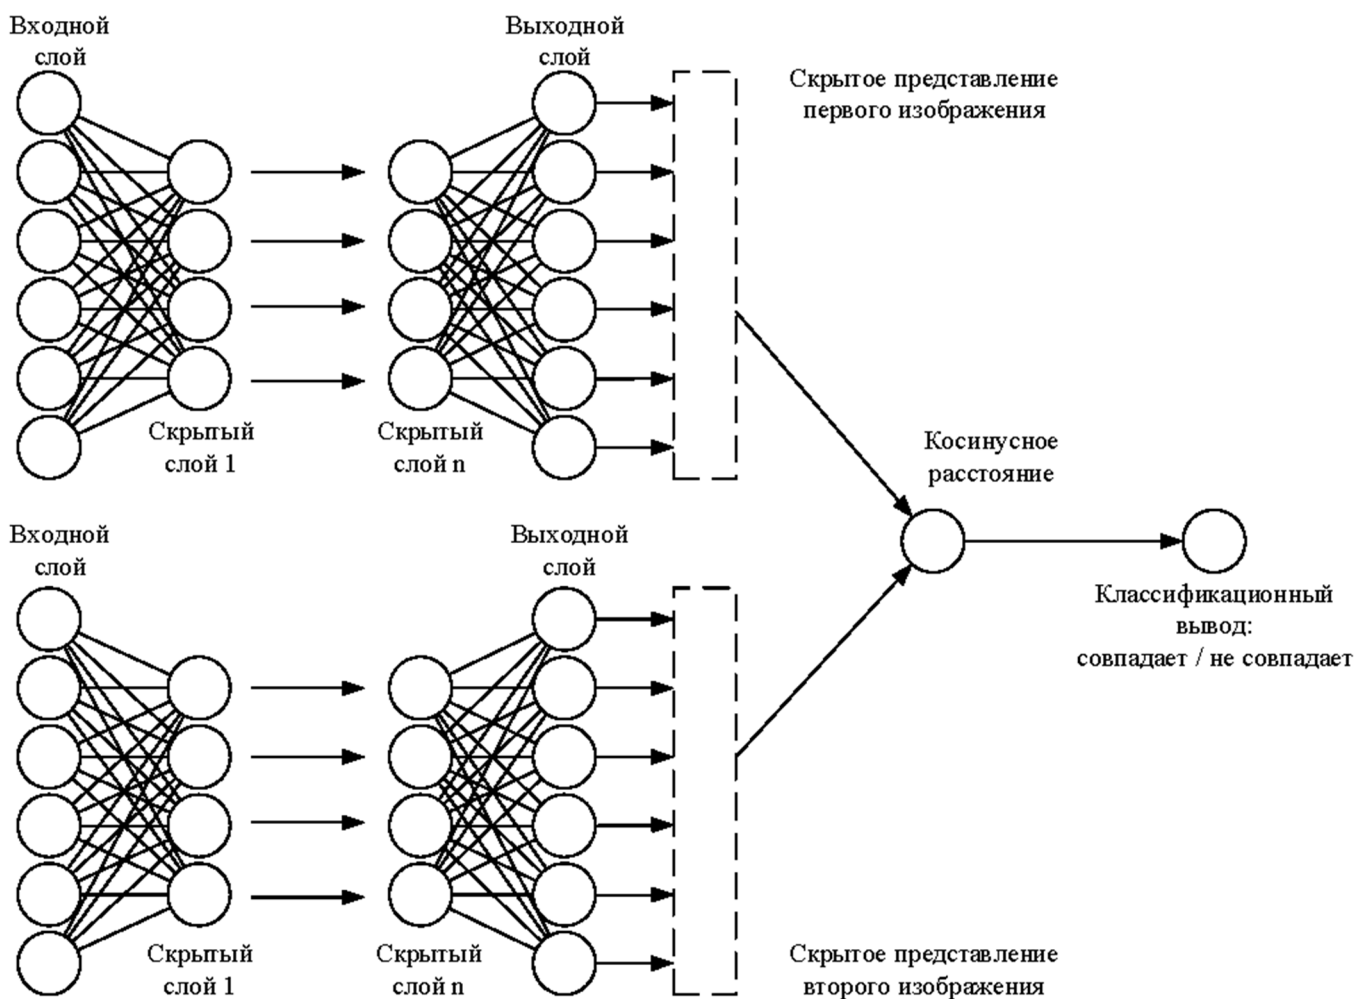 Входной
слой
Выходной
слой
Скрытое представление
первого изображения
Скрытый
слой 1
Скрытый
слой n
Косинусное
расстояние
Входной
слой
Выходной
слой
Классификационный
вывод:
совпадает / не совпадает
Скрытый
слой 1
Скрытый
слой n
Скрытое представление
второго изображения